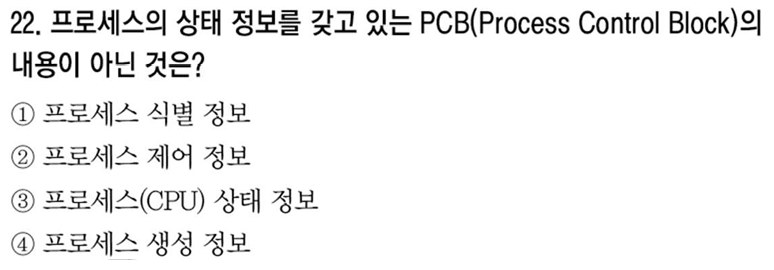 22. 프로세스의 상태 정보를 갖고 있는 PCB(Process Control Block)의
내용이 아닌 것은?
① 프로세스 식별 정보
② 프로세스 제어 정보
③ 프로세스(CPU) 상태 정보
④ 프로세스 생성 정보